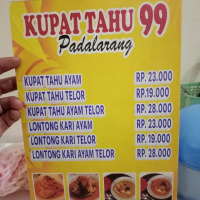 KUPAT TAHU 99
Padalarang
KUPAT TAHU AYAM RP. 23.000
KUPAT TAHU TELOR RP.19.000
KUPAT TAHU AYAM TELOR RP. 28.000
LONTONG KARI AYAM RP. 23.000
LONTONG KARI TELOR RP. 19.000
LONTONG KARI AYAM TELOR RP. 28.000